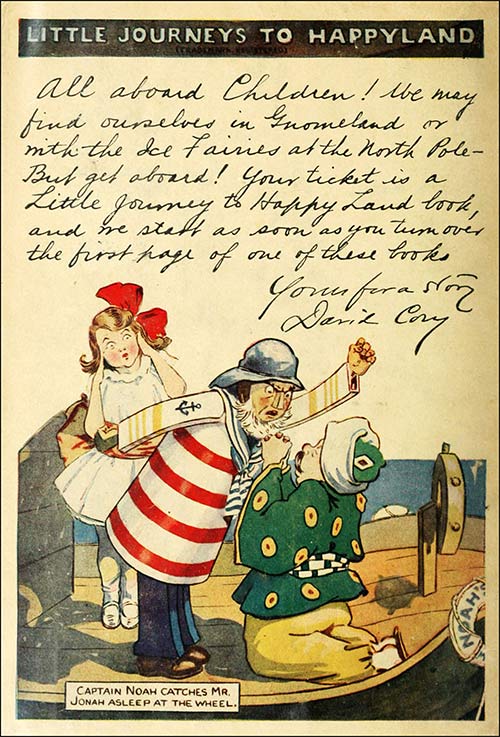 LITTLE JOURNEYS TO HAPPYLAND
(TRADEMARK REGISTERED)
All aboard Children! We may
find ourselves in Gnomeland or
with the Ice Fairies at the North Pole-
But get aboard! Your ticket is a
Little Journey to Happy Land book,
and we start as soon as you turn over
the first page of one of these books
Yours for a story
David Cory
NOAH'S
CAPTAIN NOAH CATCHES MR.
JONAH ASLEEP AT THE WHEEL.